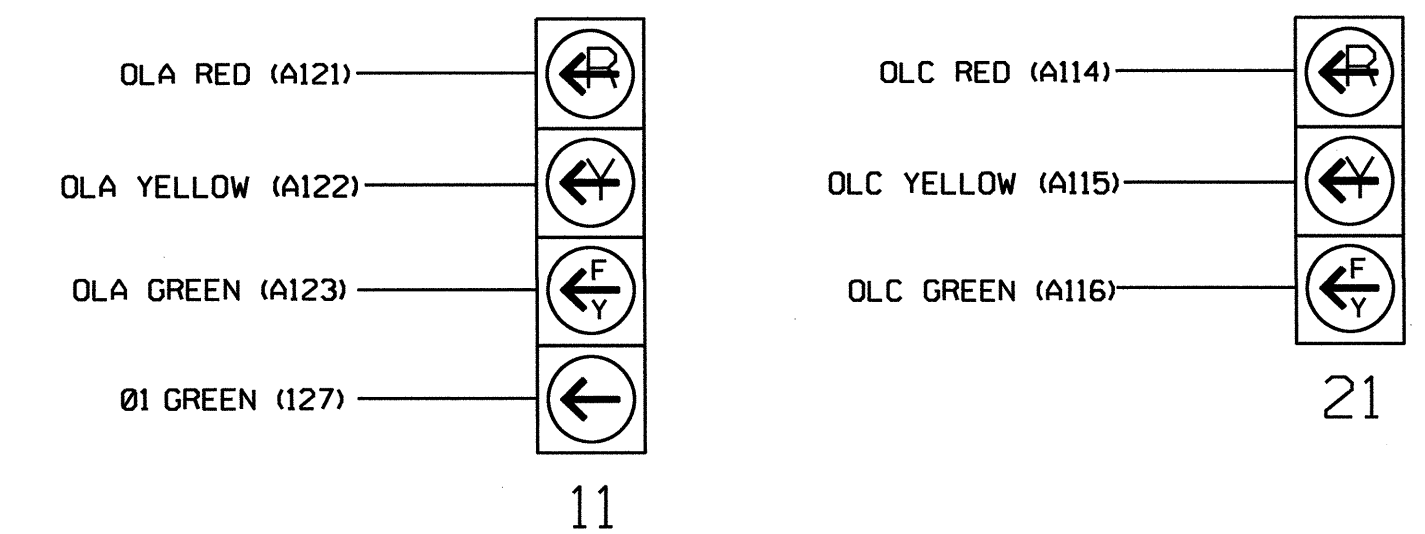 OLA RED (A121)
R
OLA YELLOW (A122)
Y
OLA GREEN (A123)
F
Y
Ø1 GREEN (127)
11
OLC RED (A114)
R
OLC YELLOW (A115)
Y
OLC GREEN (A116)
F
Y
21